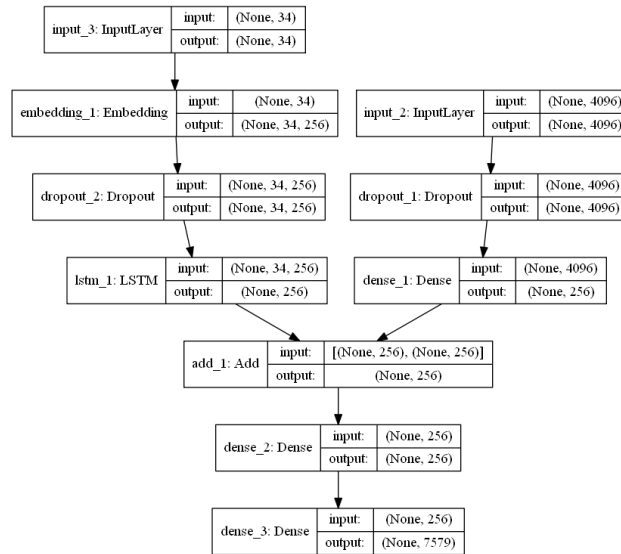 input_3: InputLayer input: (None, 34)
output: (None, 34)
embedding_1: Embedding input: (None, 34)
output: (None, 34, 256)
input_2: InputLayer input: (None, 4096)
output: (None, 4096)
dropout_2: Dropout input: (None, 34, 256)
output: (None, 34, 256)
dropout_1: Dropout input: (None, 4096)
output: (None, 4096)
lstm_1: LSTM input: (None, 34, 256)
output: (None, 256)
dense_1: Dense input: (None, 4096)
output: (None, 256)
add_1: Add input: [(None, 256), (None, 256)]
output: (None, 256)
dense_2: Dense input: (None, 256)
output: (None, 256)
dense_3: Dense input: (None, 256)
output: (None, 7579)